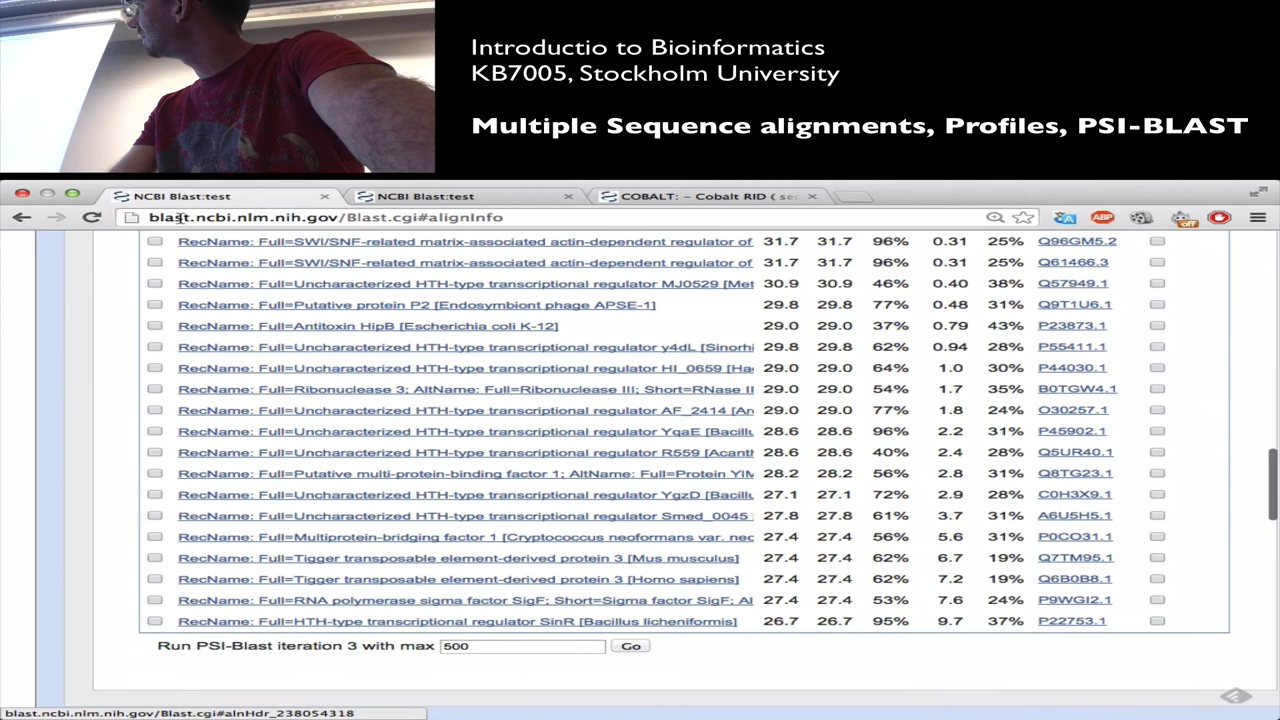 Introductio to Bioinformatics
KB7005, Stockholm University
Multiple Sequence alignments, Profiles, PSI-BLAST
NCBI Blast:test
NCBI Blast:test
COBALT: - Cobalt RID ( se
blast.ncbi.nlm.nih.gov/Blast.cgi#alignInfo
ABP
off
RecName: Full=SWI/SNF-related matrix-associated actin-dependent regulator of 31.7 31.7 96% 0.31 25% Q96GM5.2
RecName: Full=SWI/SNF-related matrix-associated actin-dependent regulator of 31.7 31.7 96% 0.31 25% Q61466.3
RecName: Full=Uncharacterized HTH-type transcriptional regulator MJ0529 [Met 30.9 30.9 46% 0.40 38% Q57949.1
RecName: Full=Putative protein P2 [Endosymbiont phage APSE-1] 29.8 29.8 77% 0.48 31% Q9T1U6.1
RecName: Full=Antitoxin HipB [Escherichia coli K-12] 29.0 29.0 37% 0.79 43% P23873.1
RecName: Full=Uncharacterized HTH-type transcriptional regulator y4dL [Sinorhi 29.8 29.8 62% 0.94 28% P55411.1
RecName: Full=Uncharacterized HTH-type transcriptional regulator HI_0659 [Ha 29.0 29.0 64% 1.0 30% P44030.1
RecName: Full=Ribonuclease 3; AltName: Full=Ribonuclease III; Short=RNase II 29.0 29.0 54% 1.7 35% B0TGW4.1
RecName: Full=Uncharacterized HTH-type transcriptional regulator AF_2414 [Arc 29.0 29.0 77% 1.8 24% O30257.1
RecName: Full=Uncharacterized HTH-type transcriptional regulator YqaE [Bacillu 28.6 28.6 96% 2.2 31% P45902.1
RecName: Full=Uncharacterized HTH-type transcriptional regulator R559 [Acanth 28.6 28.6 40% 2.4 28% Q5UR40.1
RecName: Full=Putative multi-protein-binding factor 1; AltName: Full=Protein YIM 28.2 28.2 56% 2.8 31% Q8TG23.1
RecName: Full=Uncharacterized HTH-type transcriptional regulator YgzD [Bacillu 27.1 27.1 72% 2.9 28% C0H3X9.1
RecName: Full=Uncharacterized HTH-type transcriptional regulator Smed_0045 27.8 27.8 61% 3.7 31% A6U5H5.1
RecName: Full=Multiprotein-bridging factor 1 [Cryptococcus neoformans var. neo 27.4 27.4 56% 5.6 31% P0CO31.1
RecName: Full=Tigger transposable element-derived protein 3 [Mus musculus] 27.4 27.4 62% 6.7 19% Q7TM95.1
RecName: Full=Tigger transposable element-derived protein 3 [Homo sapiens] 27.4 27.4 62% 7.2 19% Q6B0B8.1
RecName: Full=RNA polymerase sigma factor SigF; Short=Sigma factor SigF; Al 27.4 27.4 53% 7.6 24% P9WGI2.1
RecName: Full=HTH-type transcriptional regulator SinR [Bacillus licheniformis] 26.7 26.7 95% 9.7 37% P22753.1
Run PSI-Blast iteration 3 with max 500 Go
blast.ncbi.nlm.nih.gov/Blast.cgi#alnHdr_238054318